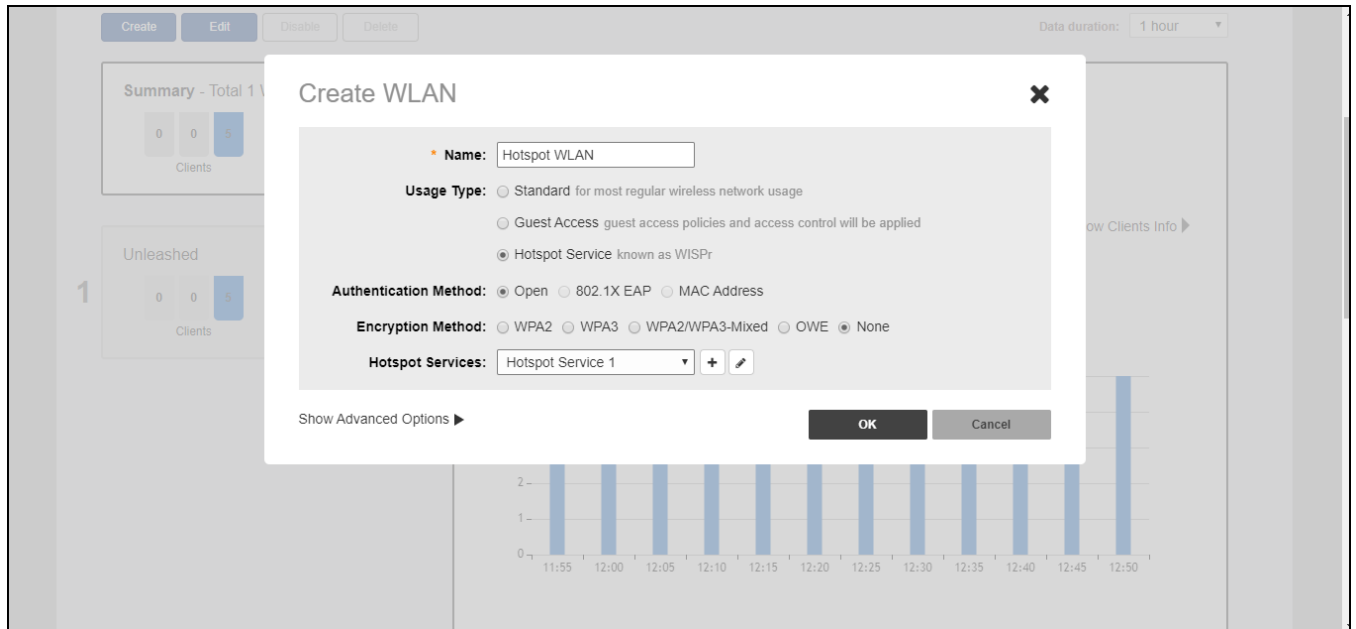 Create Edit Disable Delete Data duration: 1 hour
Summary - Total 1
0 0 5
Clients
Unleashed
1
0 0 5
Clients
Create WLAN
* Name: Hotspot WLAN
Usage Type: Standard for most regular wireless network usage
Guest Access guest access policies and access control will be applied
Hotspot Service known as WISPr
Authentication Method: Open 802.1X EAP MAC Address
Encryption Method: WPA2 WPA3 WPA2/WPA3-Mixed OWE None
Hotspot Services: Hotspot Service 1
Show Advanced Options
OK Cancel
ow Clients Info
2
1
0
11:55 12:00 12:05 12:10 12:15 12:20 12:25 12:30 12:35 12:40 12:45 12:50